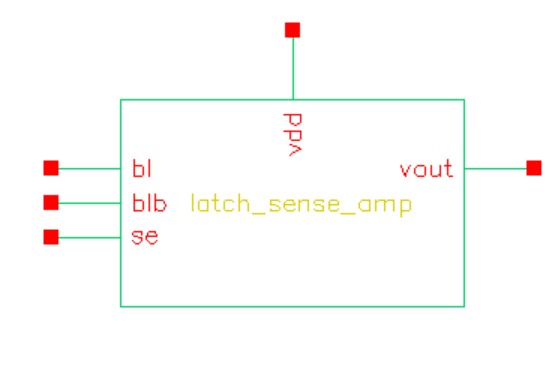 vdd
bl
vout
blb
latch_sense_amp
se